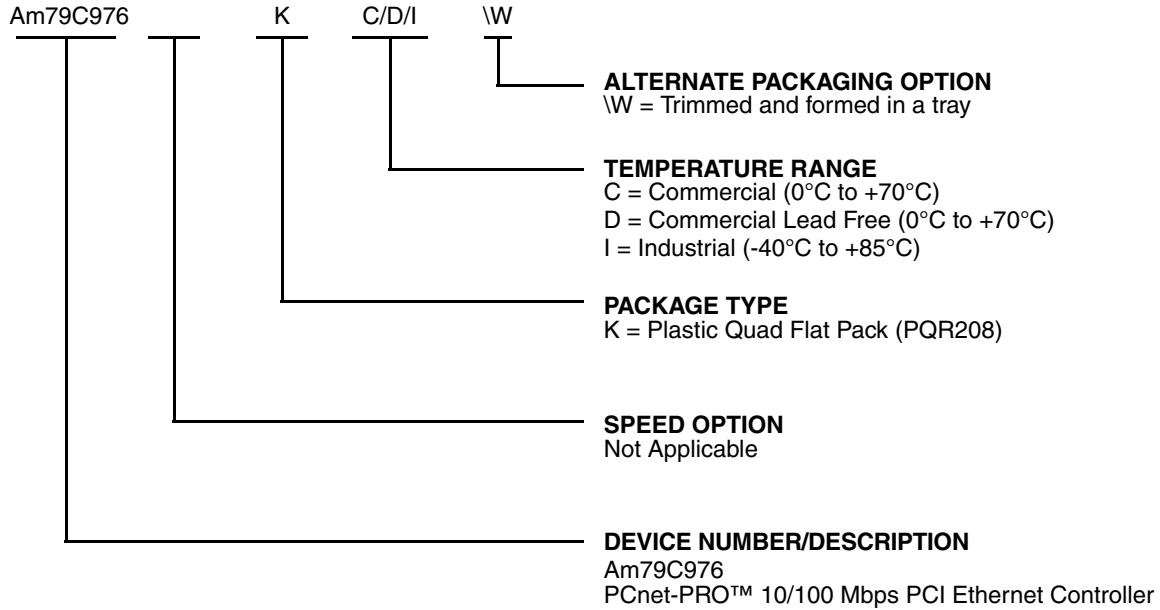 Am79C976 K C/D/I \W
ALTERNATE PACKAGING OPTION
\W = Trimmed and formed in a tray
TEMPERATURE RANGE
C = Commercial (0°C to +70°C)
D = Commercial Lead Free (0°C to +70°C)
I = Industrial (-40°C to +85°C)
PACKAGE TYPE
K = Plastic Quad Flat Pack (PQR208)
SPEED OPTION
Not Applicable
DEVICE NUMBER/DESCRIPTION
Am79C976
PCnet-PRO™ 10/100 Mbps PCI Ethernet Controller